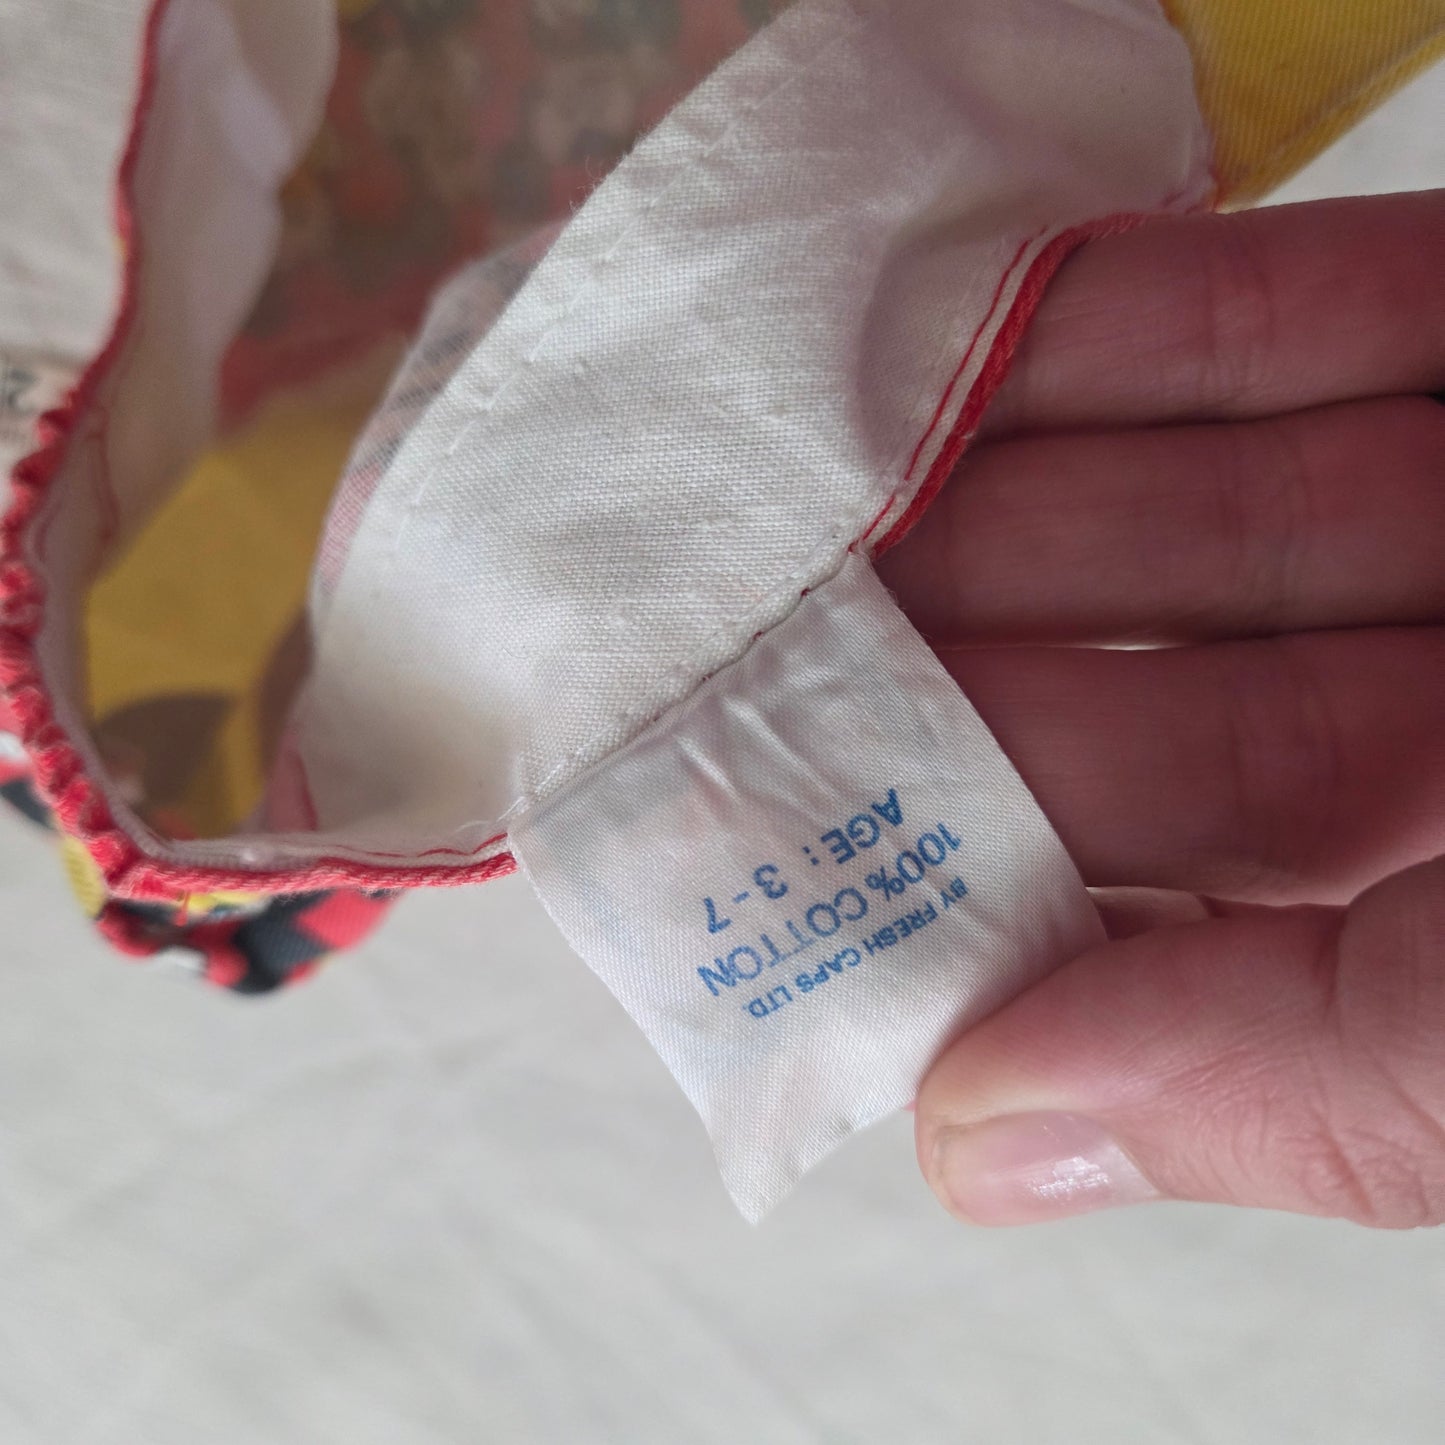 BY FRESH CAPS LTD.
100% COTTON
AGE: 3-7